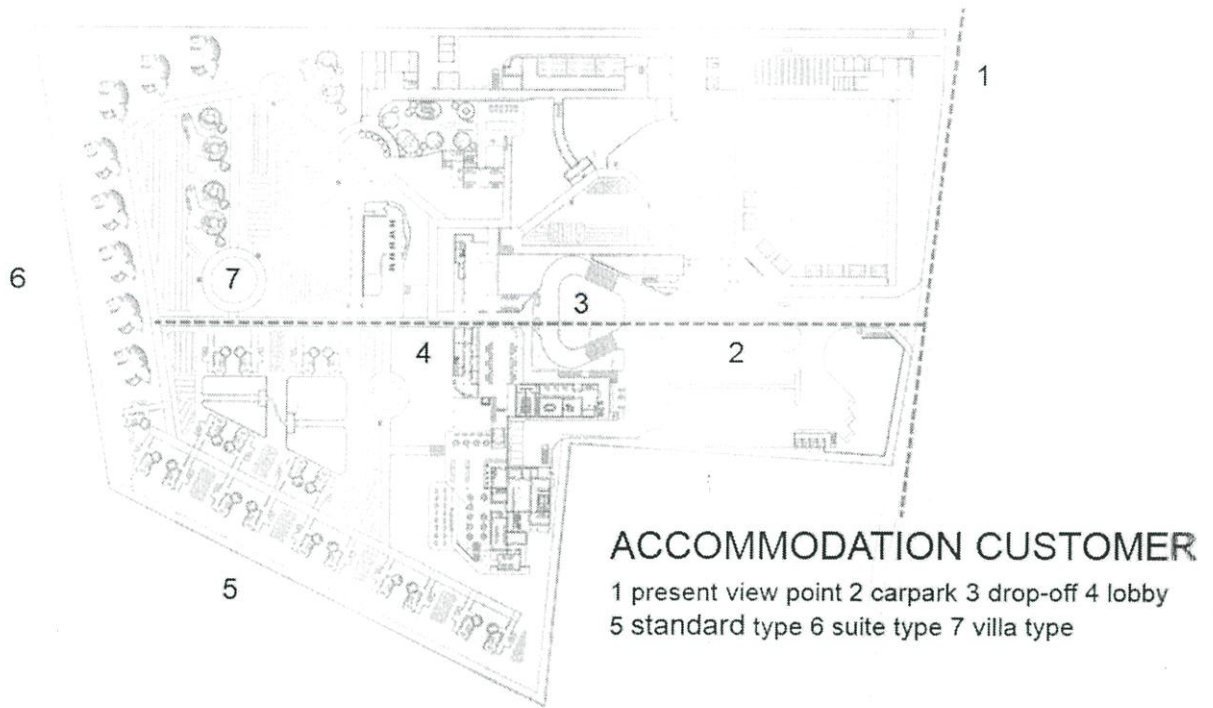 1
6
7
3
4
2
5
ACCOMMODATION CUSTOMER
1 present view point 2 carpark 3 drop-off 4 lobby
5 standard type 6 suite type 7 villa type